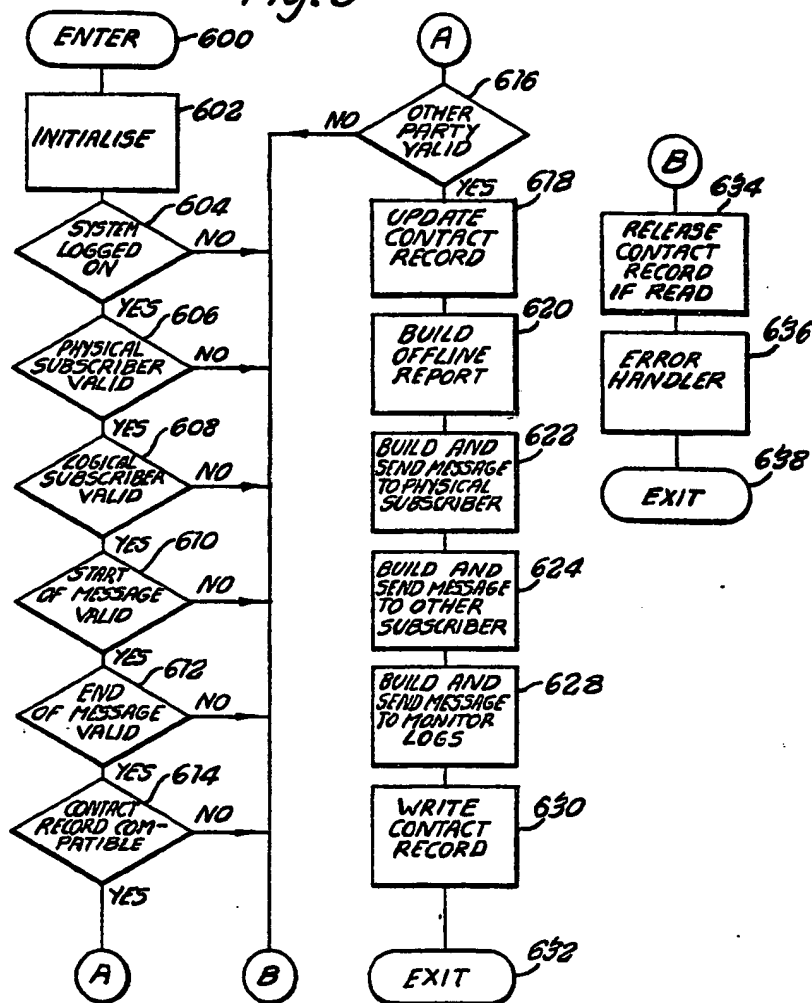 Fig.
ENTER
600
INITIALISE
602
SYSTEM
LOGGED
ON
604
NO
YES
PHYSICAL
SUBSCRIBER
VALID
606
NO
YES
LOGICAL
SUBSCRIBER
VALID
608
NO
YES
START
OF MESSAGE
VALID
610
NO
YES
END
OF MESSAGE
VALID
612
NO
YES
CONTACT
RECORD COM-
PATIBLE
614
NO
YES
A
B
A
OTHER
PARTY
VALID
616
NO
YES
UPDATE
CONTACT
RECORD
618
BUILD
OFFLINE
REPORT
620
BUILD AND
SEND MESSAGE
TO PHYSICAL
SUBSCRIBER
622
BUILD AND
SEND MESSAGE
TO OTHER
SUBSCRIBER
624
BUILD AND
SEND MESSAGE
TO MONITOR
LOGS
628
WRITE
CONTACT
RECORD
630
EXIT
632
B
RELEASE
CONTACT
RECORD
IF READ
634
ERROR
HANDLER
636
EXIT
638